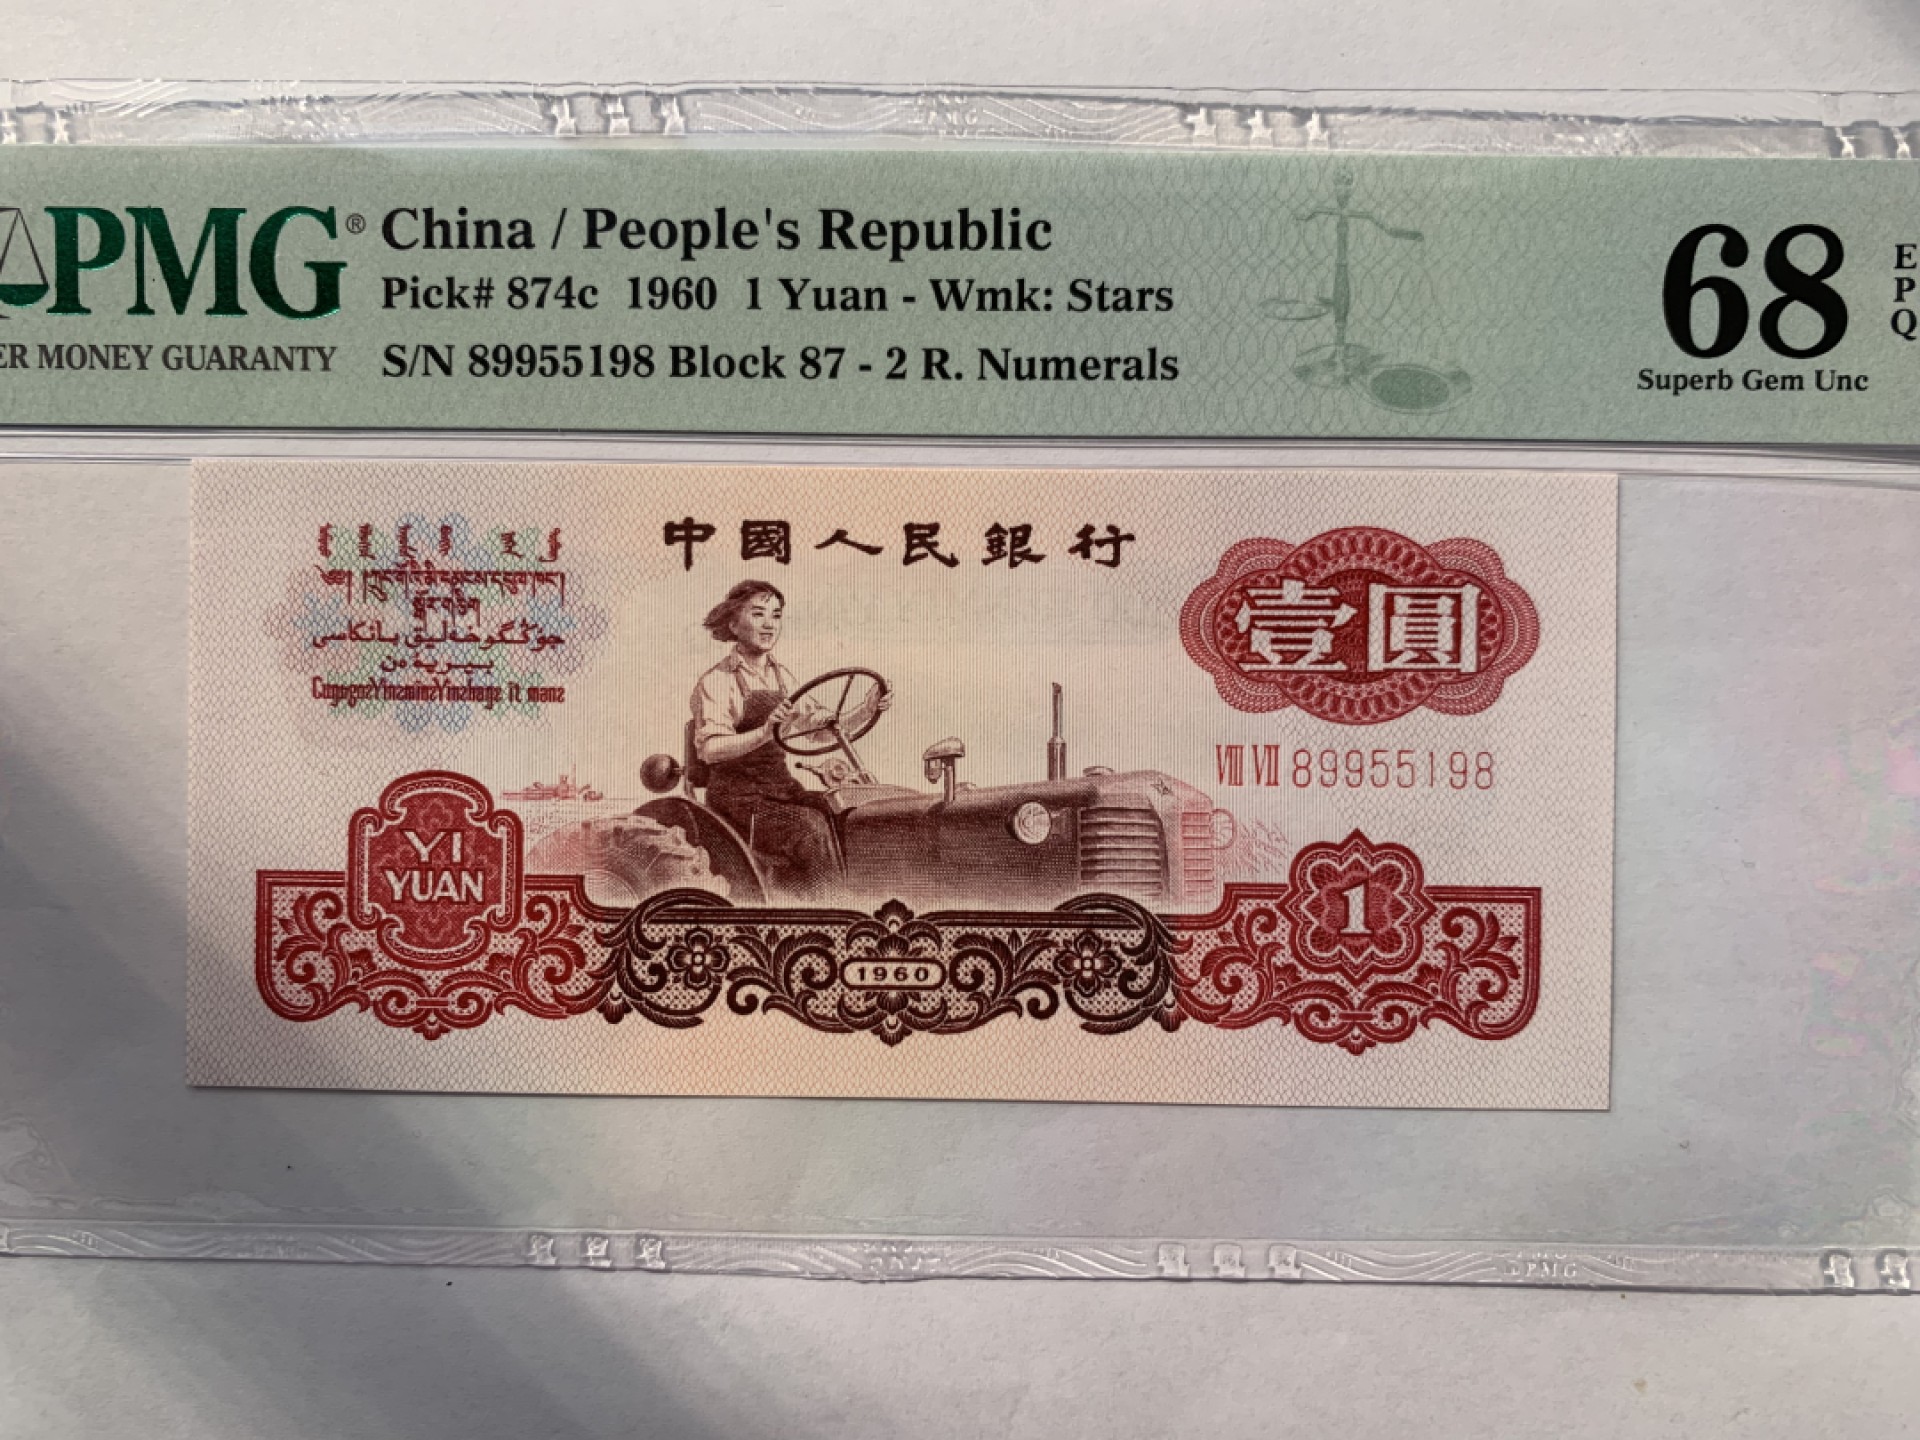 PMG® China / People's Republic
Pick# 874c 1960 1 Yuan - Wmk: Stars
ER MONEY GUARANTY
S/N 89955198 Block 87 - 2 R. Numerals
68
EPQ
Superb Gem Unc
中國人民銀行
壹圓
VIII VII 89955198
YI
YUAN
1
1960